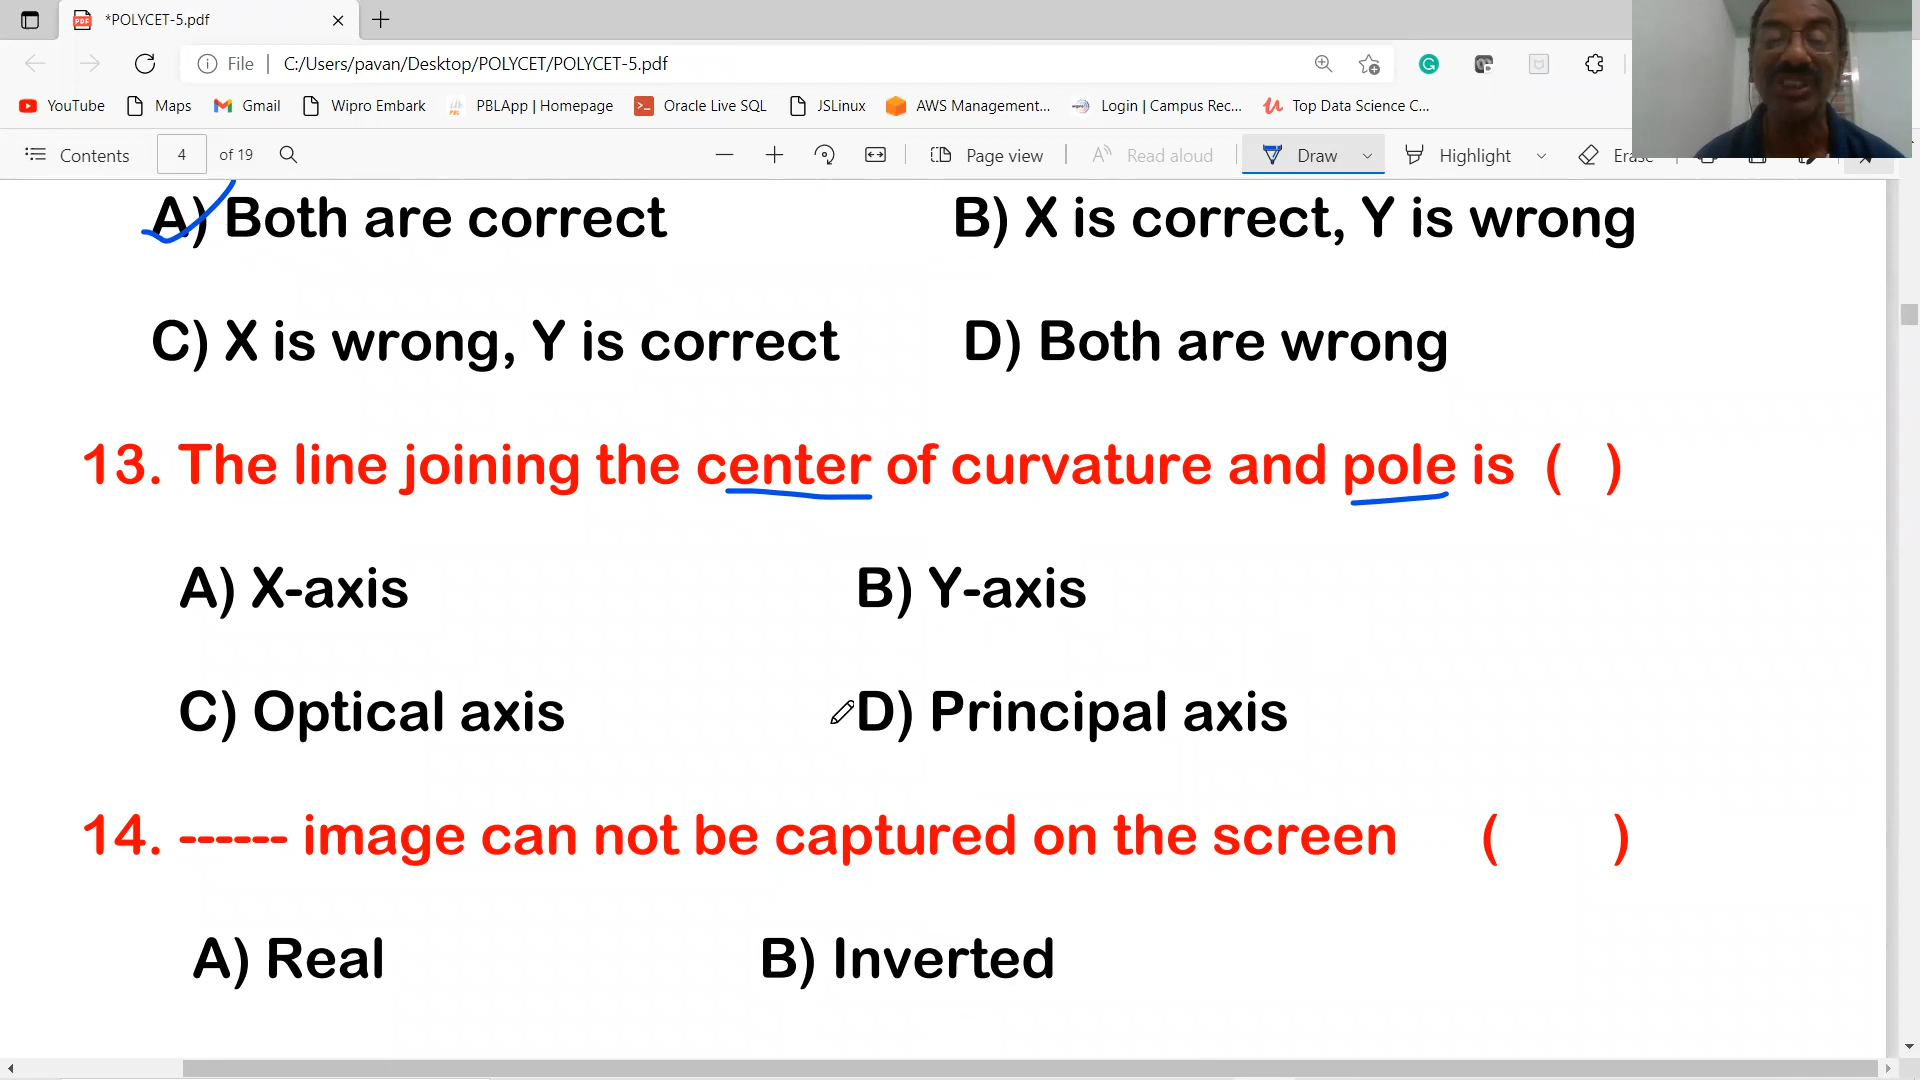 *POLYCET-5.pdf
File C:/Users/pavan/Desktop/POLYCET/POLYCET-5.pdf
YouTube Maps Gmail Wipro Embark PBLApp | Homepage Oracle Live SQL JSLinux AWS Management... Login | Campus Rec... Top Data Science C...
Contents 4 of 19 Page view Read aloud Draw Highlight Erase
A) Both are correct B) X is correct, Y is wrong
C) X is wrong, Y is correct D) Both are wrong
13. The line joining the center of curvature and pole is ( )
A) X-axis B) Y-axis
C) Optical axis D) Principal axis
14. ------ image can not be captured on the screen ( )
A) Real B) Inverted